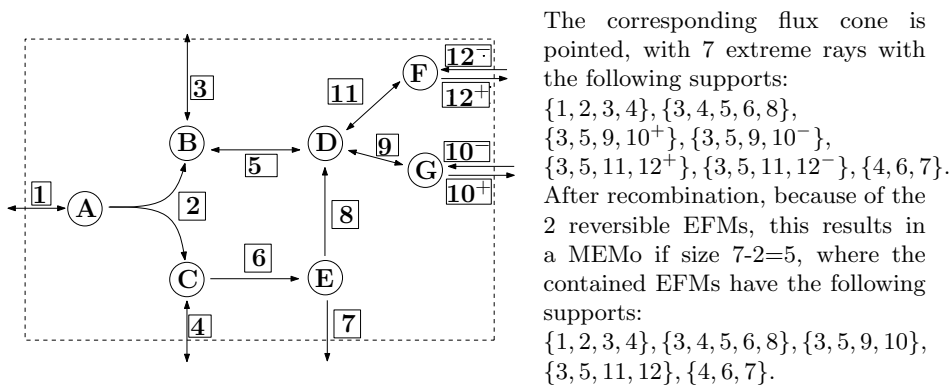 12⁻
F
12⁺
11
3
B
D
9
10⁻
5
G
10⁺
1
A
2
8
6
C
E
4
7
The corresponding flux cone is
pointed, with 7 extreme rays with
the following supports:
{1, 2, 3, 4}, {3, 4, 5, 6, 8},
{3, 5, 9, 10⁺}, {3, 5, 9, 10⁻},
{3, 5, 11, 12⁺}, {3, 5, 11, 12⁻}, {4, 6, 7}.
After recombination, because of the
2 reversible EFMs, this results in
a MEMo if size 7-2=5, where the
contained EFMs have the following
supports:
{1, 2, 3, 4}, {3, 4, 5, 6, 8}, {3, 5, 9, 10},
{3, 5, 11, 12}, {4, 6, 7}.